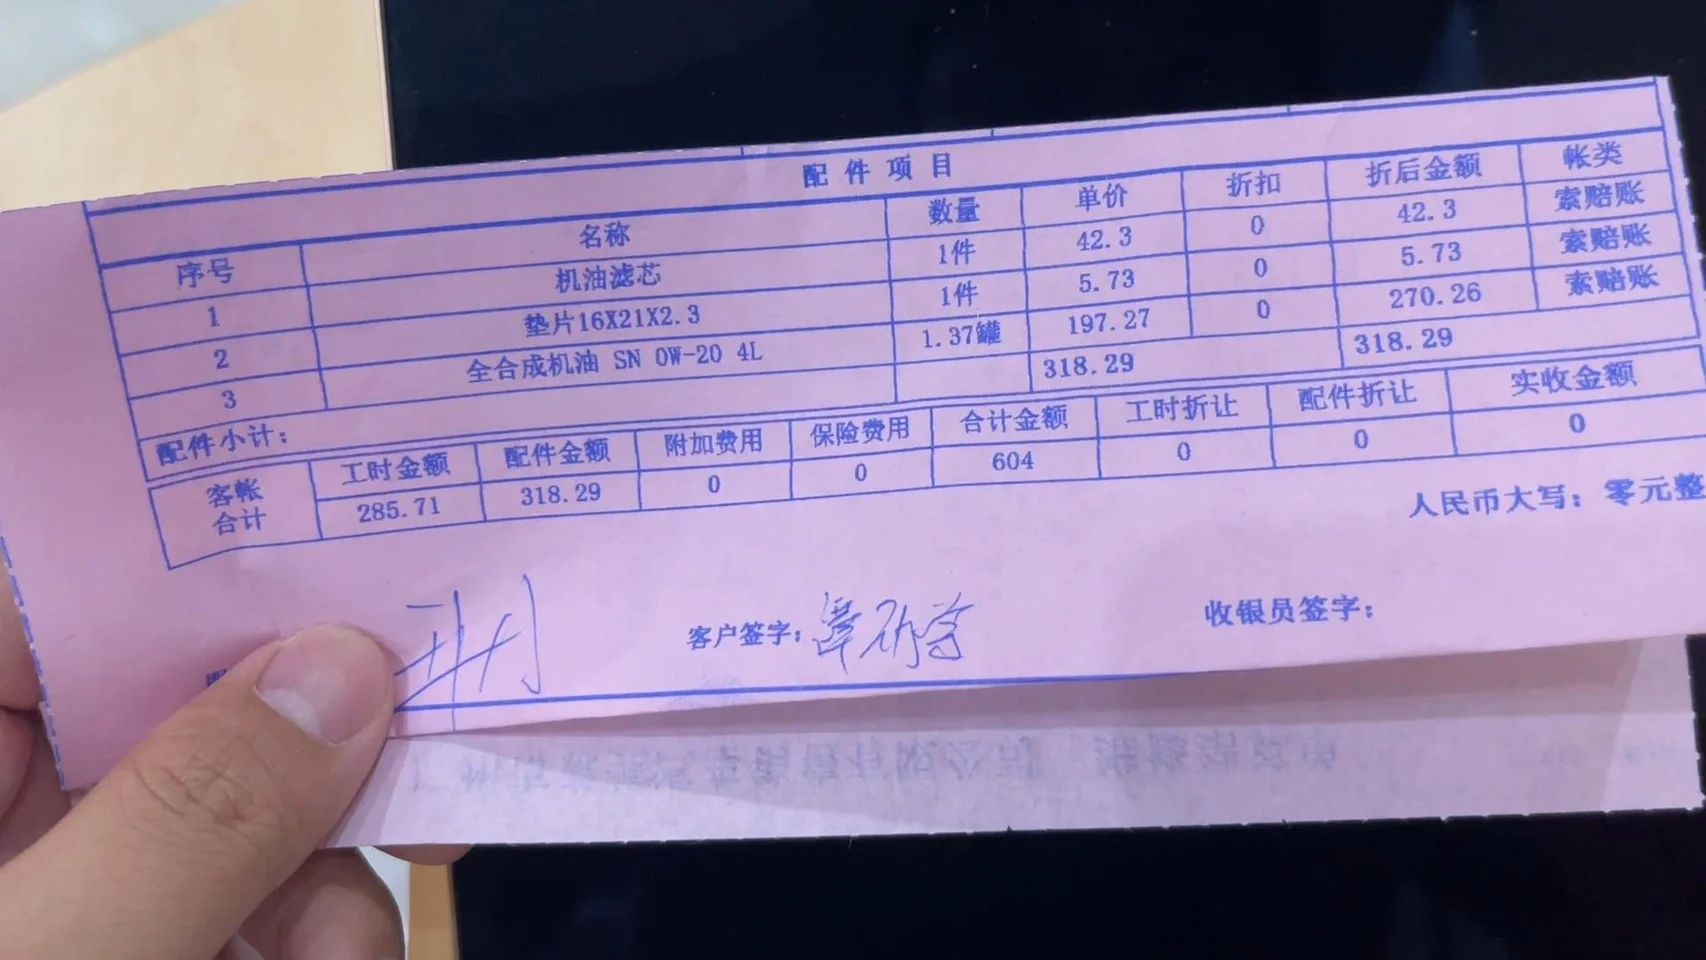 配件项目
序号 名称 数量 单价 折扣 折后金额 帐类
1 机油滤芯 1件 42.3 0 42.3 索赔账
2 垫片16X21X2.3 1件 5.73 0 5.73 索赔账
3 全合成机油 SN 0W-20 4L 1.37罐 197.27 0 270.26 索赔账
配件小计: 318.29 318.29
客帐合计 工时金额 配件金额 附加费用 保险费用 合计金额 工时折让 配件折让 实收金额
285.71 318.29 0 0 604 0 0 0
人民币大写: 零元整
客户签字: 收银员签字: